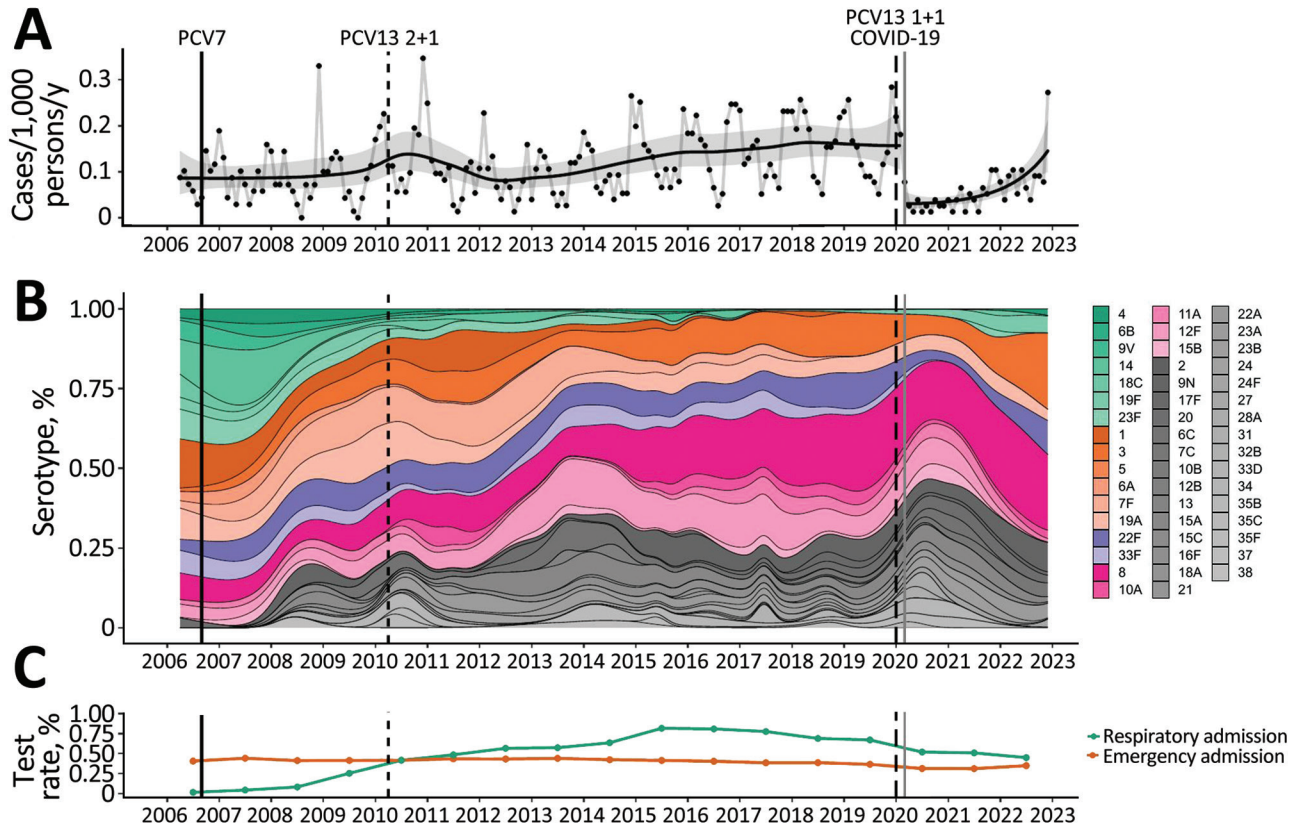 A
PCV7
PCV13 2+1
PCV13 1+1
COVID-19
Cases/1,000
persons/y
0.3
0.2
0.1
0
2006 2007 2008 2009 2010 2011 2012 2013 2014 2015 2016 2017 2018 2019 2020 2021 2022 2023
B
Serotype, %
1.00
0.75
0.50
0.25
0
2006 2007 2008 2009 2010 2011 2012 2013 2014 2015 2016 2017 2018 2019 2020 2021 2022 2023
4
6B
9V
14
18C
19F
23F
1
3
5
6A
7F
19A
22F
33F
8
10A
11A
12F
15B
2
9N
17F
20
6C
7C
10B
12B
13
15A
15C
16F
18A
21
22A
23A
23B
24
24F
27
28A
31
32B
33D
34
35B
35C
35F
37
38
C
Test
rate, %
1.00
0.75
0.50
0.25
0
2006 2007 2008 2009 2010 2011 2012 2013 2014 2015 2016 2017 2018 2019 2020 2021 2022 2023
Respiratory admission
Emergency admission